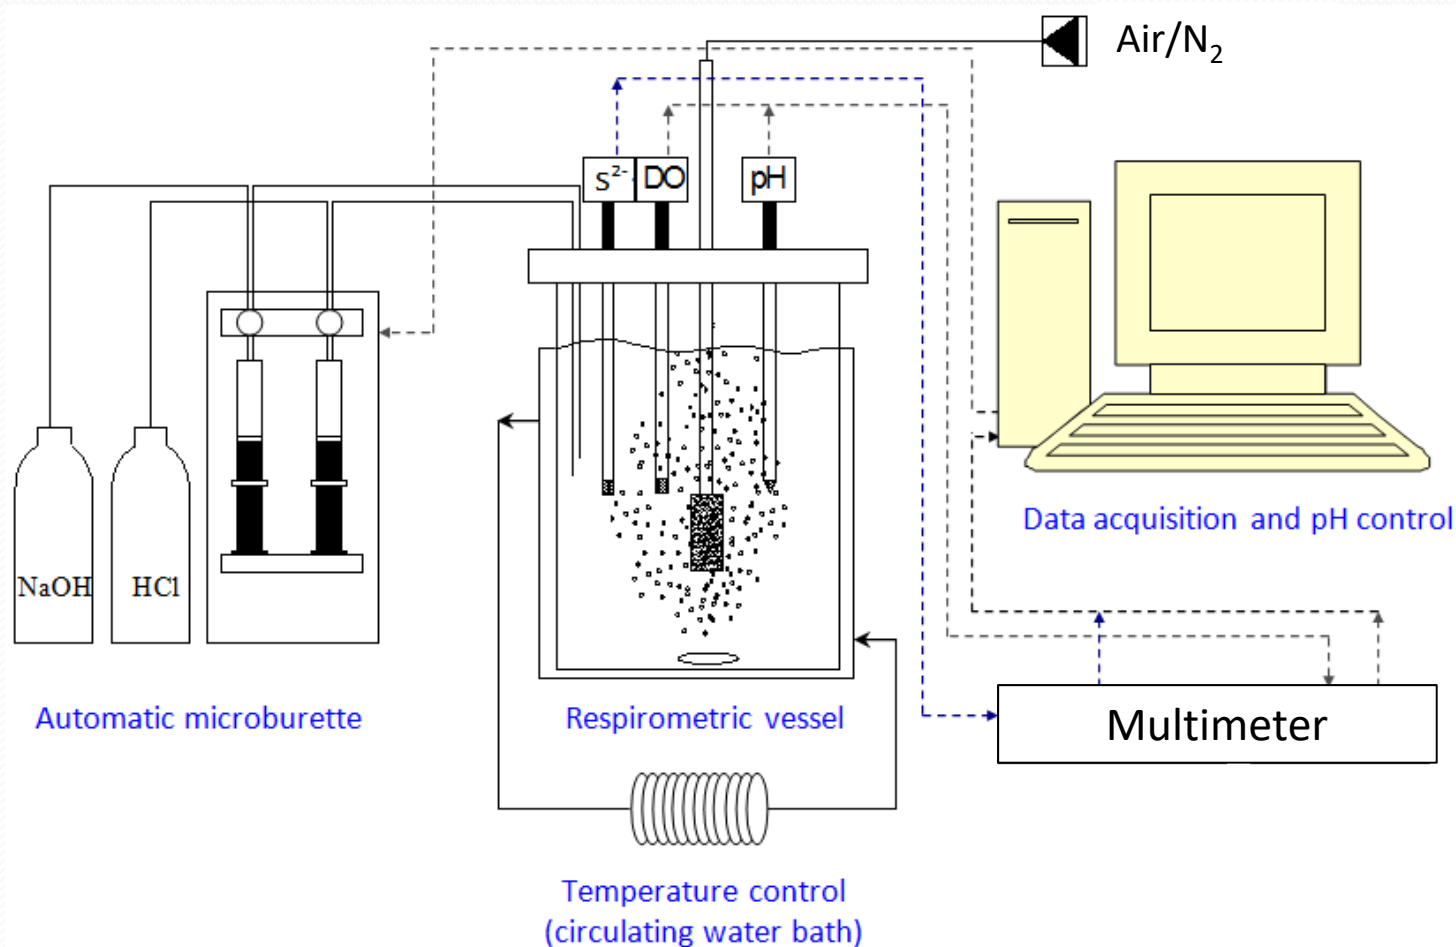 Air/N₂
S²⁻
DO
pH
NaOH
HCl
Data acquisition and pH control
Automatic microburette
Respirometric vessel
Multimeter
Temperature control
(circulating water bath)